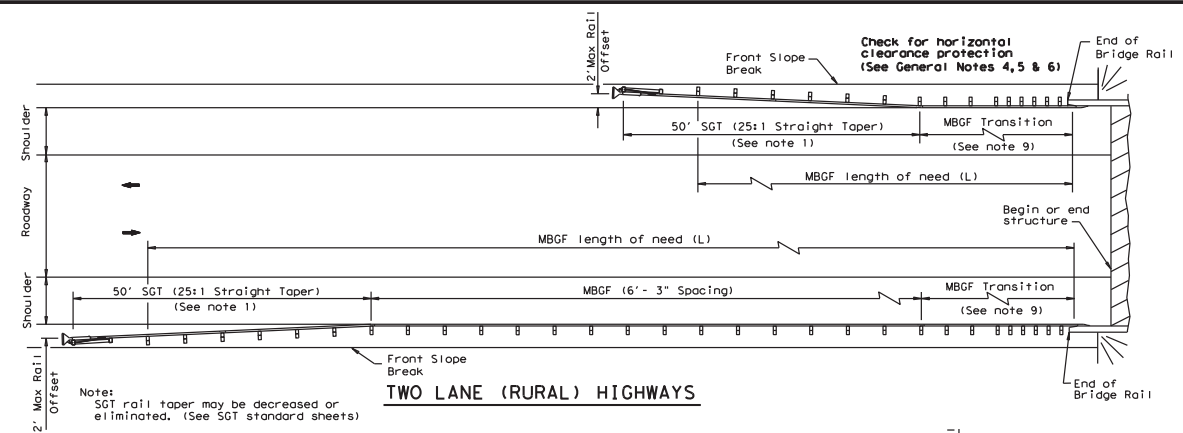 2' Max Rail
Offset
Front Slope
Break
Check for horizontal
clearance protection
(See General Notes 4,5 & 6)
End of
Bridge Rail
Shoulder
50' SGT (25:1 Straight Taper)
(See note 1)
MBGF Transition
(See note 9)
MBGF length of need (L)
Roadway
Begin or end
structure
MBGF length of need (L)
Shoulder
50' SGT (25:1 Straight Taper)
(See note 1)
MBGF (6'- 3" Spacing)
MBGF Transition
(See note 9)
2' Max Rail
Offset
Front Slope
Break
End of
Bridge Rail
Note:
SGT rail taper may be decreased or
eliminated. (See SGT standard sheets)
TWO LANE (RURAL) HIGHWAYS